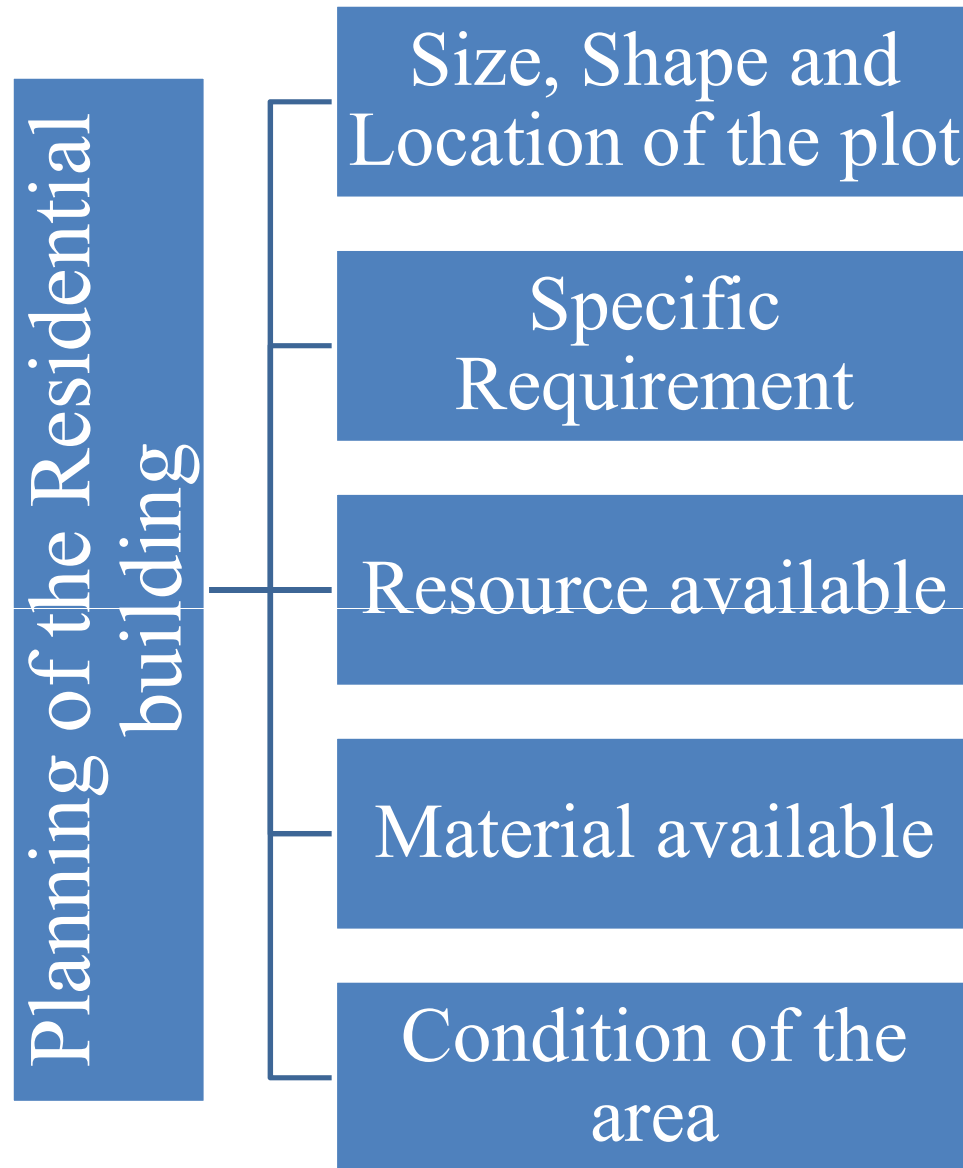 Planning of the Residential
building
Size, Shape and
Location of the plot
Specific
Requirement
Resource available
Material available
Condition of the
area